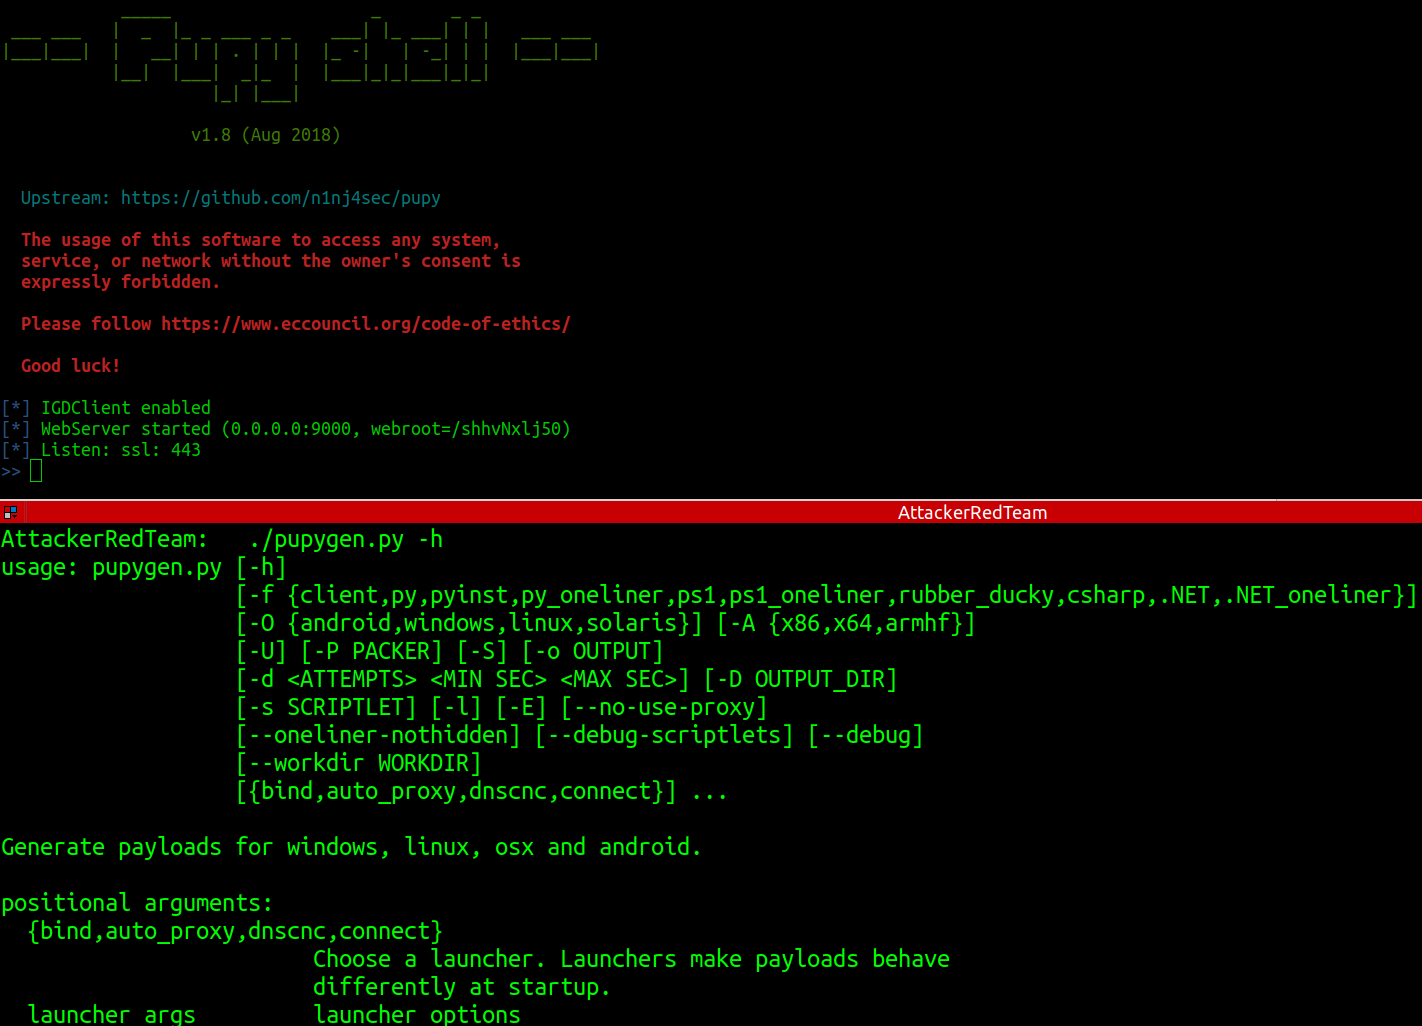 -- Pupy shell --
v1.8 (Aug 2018)
Upstream: https://github.com/n1nj4sec/pupy
The usage of this software to access any system,
service, or network without the owner's consent is
expressly forbidden.
Please follow https://www.eccouncil.org/code-of-ethics/
Good luck!
[*] IGDClient enabled
[*] WebServer started (0.0.0.0:9000, webroot=/shhvNxlj50)
[*] Listen: ssl: 443
>>
AttackerRedTeam
AttackerRedTeam:   ./pupygen.py -h
usage: pupygen.py [-h]
[-f {client,py,pyinst,py_oneliner,ps1,ps1_oneliner,rubber_ducky,csharp,.NET,.NET_oneliner}]
[-O {android,windows,linux,solaris}] [-A {x86,x64,armhf}]
[-U] [-P PACKER] [-S] [-o OUTPUT]
[-d <ATTEMPTS> <MIN SEC> <MAX SEC>] [-D OUTPUT_DIR]
[-s SCRIPTLET] [-l] [-E] [--no-use-proxy]
[--oneliner-nothidden] [--debug-scriptlets] [--debug]
[--workdir WORKDIR]
[{bind,auto_proxy,dnscnc,connect}] ...
Generate payloads for windows, linux, osx and android.
positional arguments:
{bind,auto_proxy,dnscnc,connect}
Choose a launcher. Launchers make payloads behave
differently at startup.
launcher args         launcher options